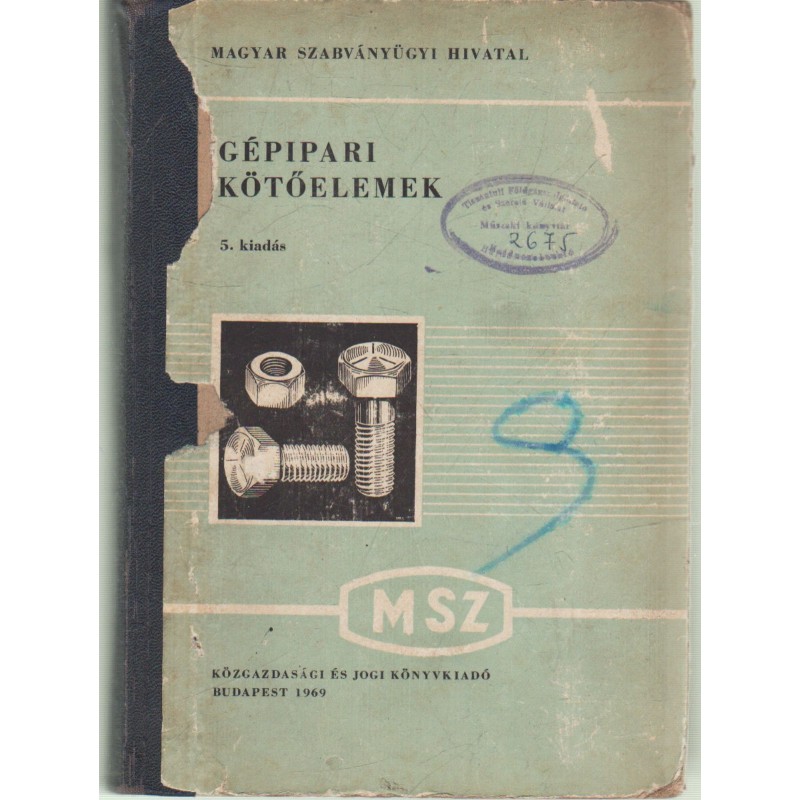 MAGYAR SZABVÁNYÜGYI HIVATAL
GÉPIPARI
KÖTŐELEMEK
5. kiadás
Műszaki könyvtár
2675
MSZ
KÖZGAZDASÁGI ÉS JOGI KÖNYVKIADÓ
BUDAPEST 1969